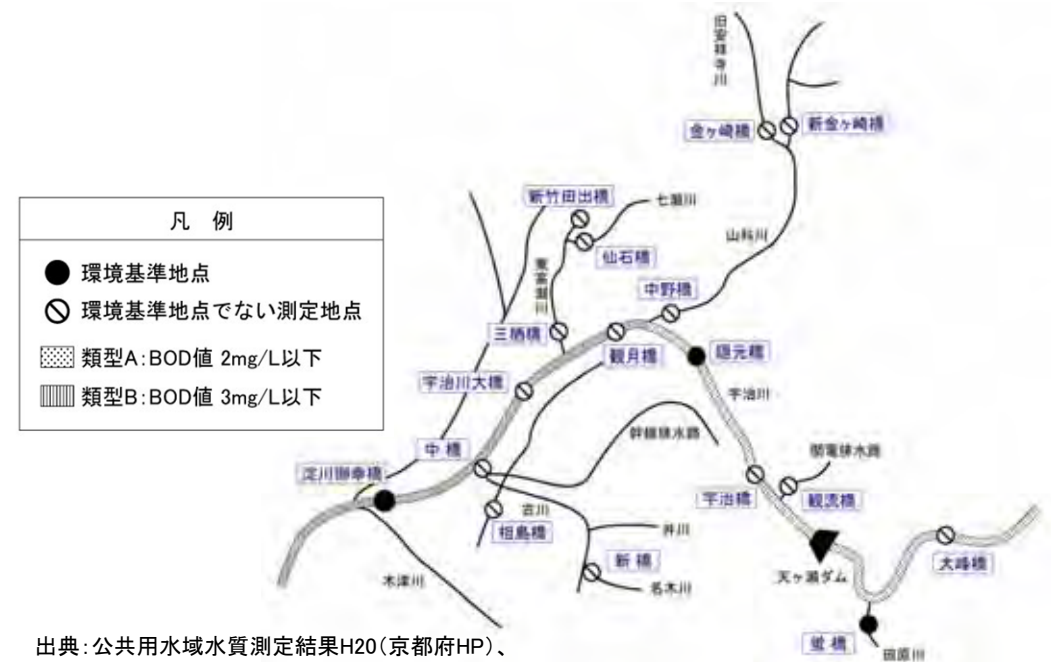 旧安祥寺川
金ヶ崎橋
新金ヶ崎橋
新竹田出橋
七瀬川
仙石橋
東高瀬川
山科川
中野橋
三栖橋
観月橋
隠元橋
宇治川大橋
宇治川
中橋
幹線排水路
関電排水路
淀川御幸橋
宇治橋
観流橋
古川
相島橋
井川
新橋
名木川
木津川
天ヶ瀬ダム
大峰橋
蛍橋
田原川
凡 例
環境基準地点
環境基準地点でない測定地点
類型A:BOD値 2mg/L以下
類型B:BOD値 3mg/L以下
出典:公共用水域水質測定結果H20(京都府HP)、